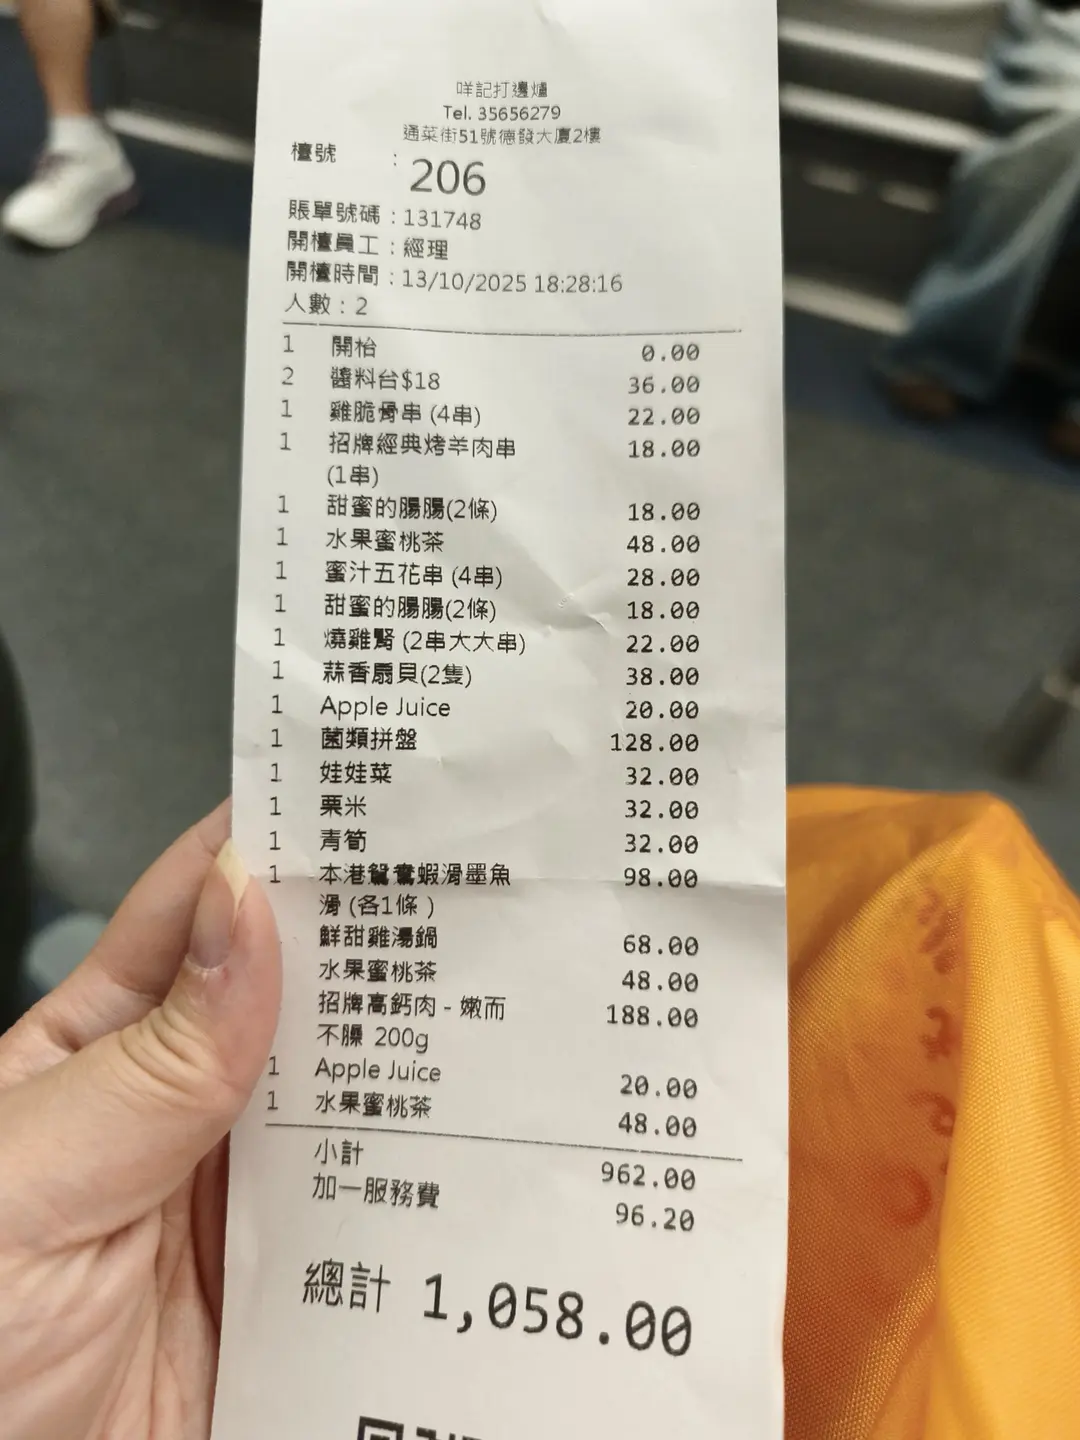 咩記打邊爐
Tel. 35656279
通菜街51號德發大廈2樓
檯號 : 206
賬單號碼 : 131748
開檯員工 : 經理
開檯時間 : 13/10/2025 18:28:16
人數 : 2
1 開枱 0.00
2 醬料台$18 36.00
1 雞脆骨串 (4串) 22.00
1 招牌經典烤羊肉串 18.00
(1串)
1 甜蜜的腸腸(2條) 18.00
1 水果蜜桃茶 48.00
1 蜜汁五花串 (4串) 28.00
1 甜蜜的腸腸(2條) 18.00
1 燒雞腎 (2串大大串) 22.00
1 蒜香扇貝(2隻) 38.00
1 Apple Juice 20.00
1 菌類拼盤 128.00
1 娃娃菜 32.00
1 粟米 32.00
1 青筍 32.00
1 本港鴛鴦蝦滑墨魚 98.00
滑 (各1條 )
鮮甜雞湯鍋 68.00
水果蜜桃茶 48.00
招牌高鈣肉 - 嫩而 188.00
不臊 200g
1 Apple Juice 20.00
1 水果蜜桃茶 48.00
小計 962.00
加一服務費 96.20
總計 1,058.00